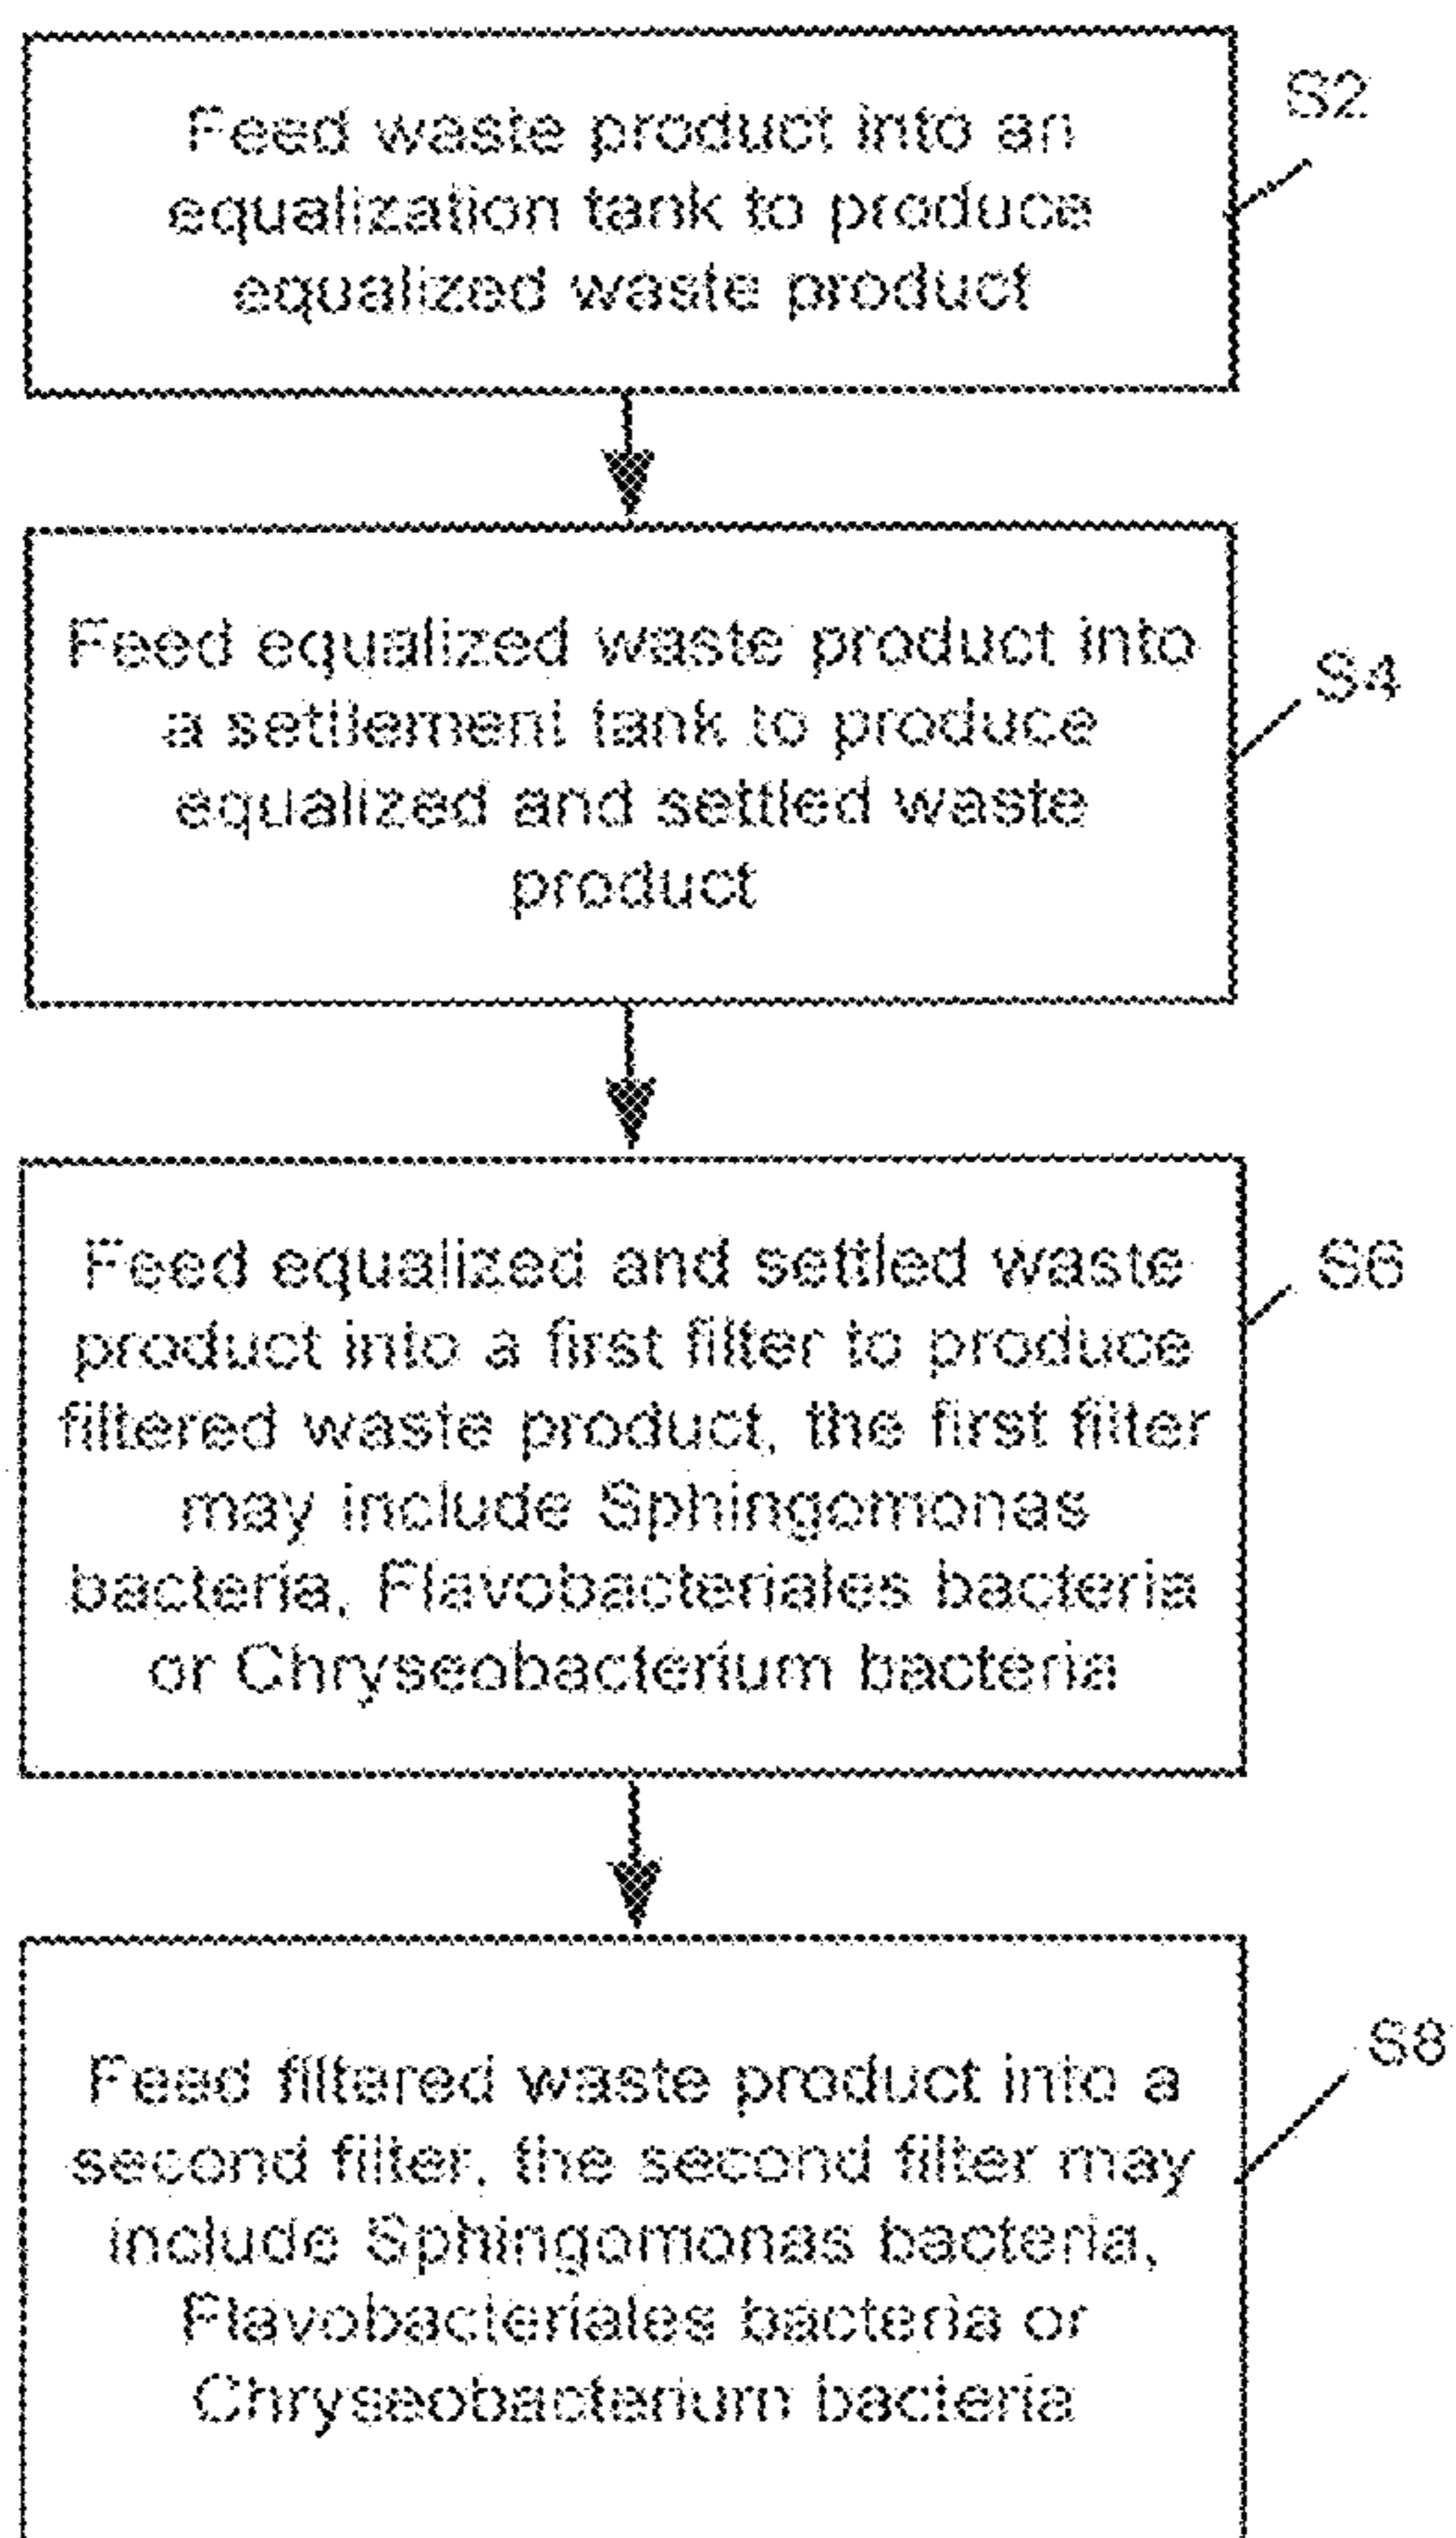 Feed waste product into an
equalization tank to produce
equalized waste product
S2
Feed equalized waste product into
a settlement tank to produce
equalized and settled waste
product
S4
Feed equalized and settled waste
product into a first filter to produce
filtered waste product, the first filter
may include Sphingomonas
bacteria, Flavobacteriales bacteria
or Chryseobacterium bacteria
S6
Feed filtered waste product into a
second filter, the second filter may
include Sphingomonas bacteria,
Flavobacteriales bacteria or
Chryseobacterium bacteria
S8